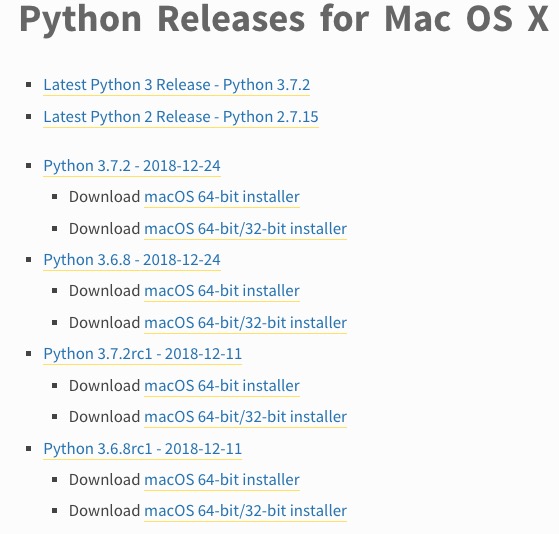 Python Releases for Mac OS X
Latest Python 3 Release - Python 3.7.2
Latest Python 2 Release - Python 2.7.15
Python 3.7.2 - 2018-12-24
Download macOS 64-bit installer
Download macOS 64-bit/32-bit installer
Python 3.6.8 - 2018-12-24
Download macOS 64-bit installer
Download macOS 64-bit/32-bit installer
Python 3.7.2rc1 - 2018-12-11
Download macOS 64-bit installer
Download macOS 64-bit/32-bit installer
Python 3.6.8rc1 - 2018-12-11
Download macOS 64-bit installer
Download macOS 64-bit/32-bit installer